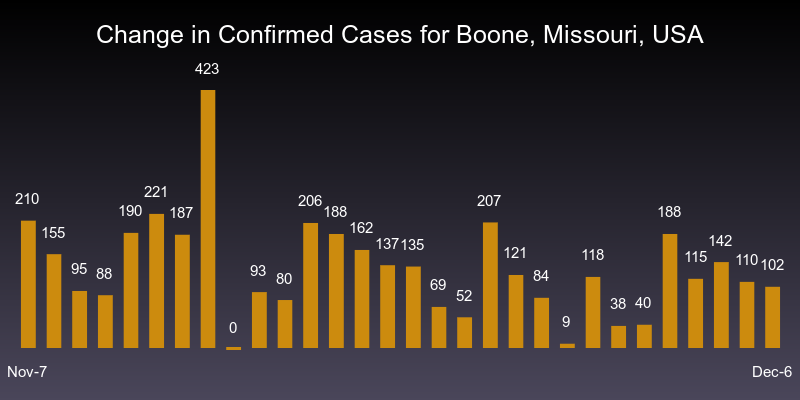 Change in Confirmed Cases for Boone, Missouri, USA
423
210 155 95 88 190 221 187 0 93 80 206 188 162 137 135 69 52 207 121 84 9 118 38 40 188 115 142 110 102
Nov-7 Dec-6